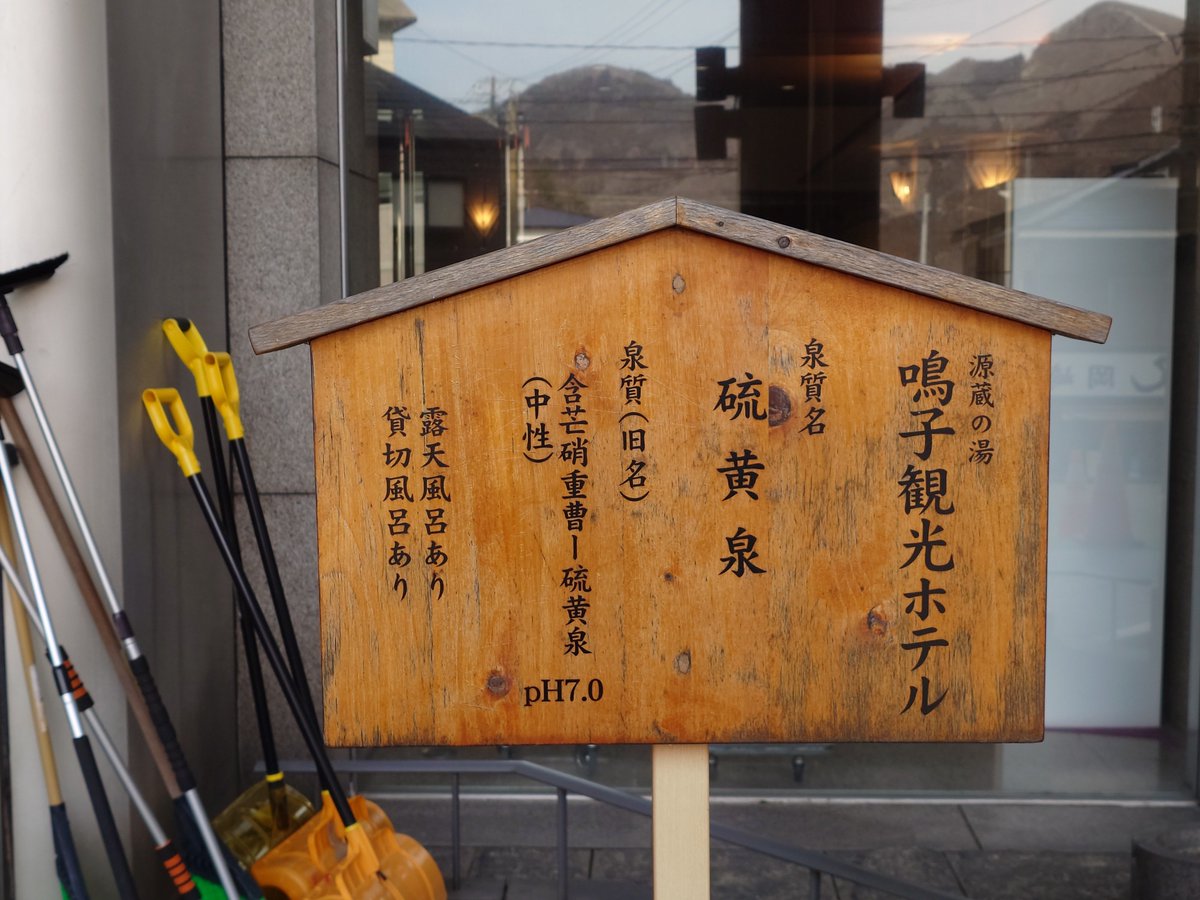 源蔵の湯
鳴子観光ホテル
泉質名
硫黄泉
泉質(旧名)
含芒硝重曹ー硫黄泉
(中性)
pH7.0
露天風呂あり
貸切風呂あり